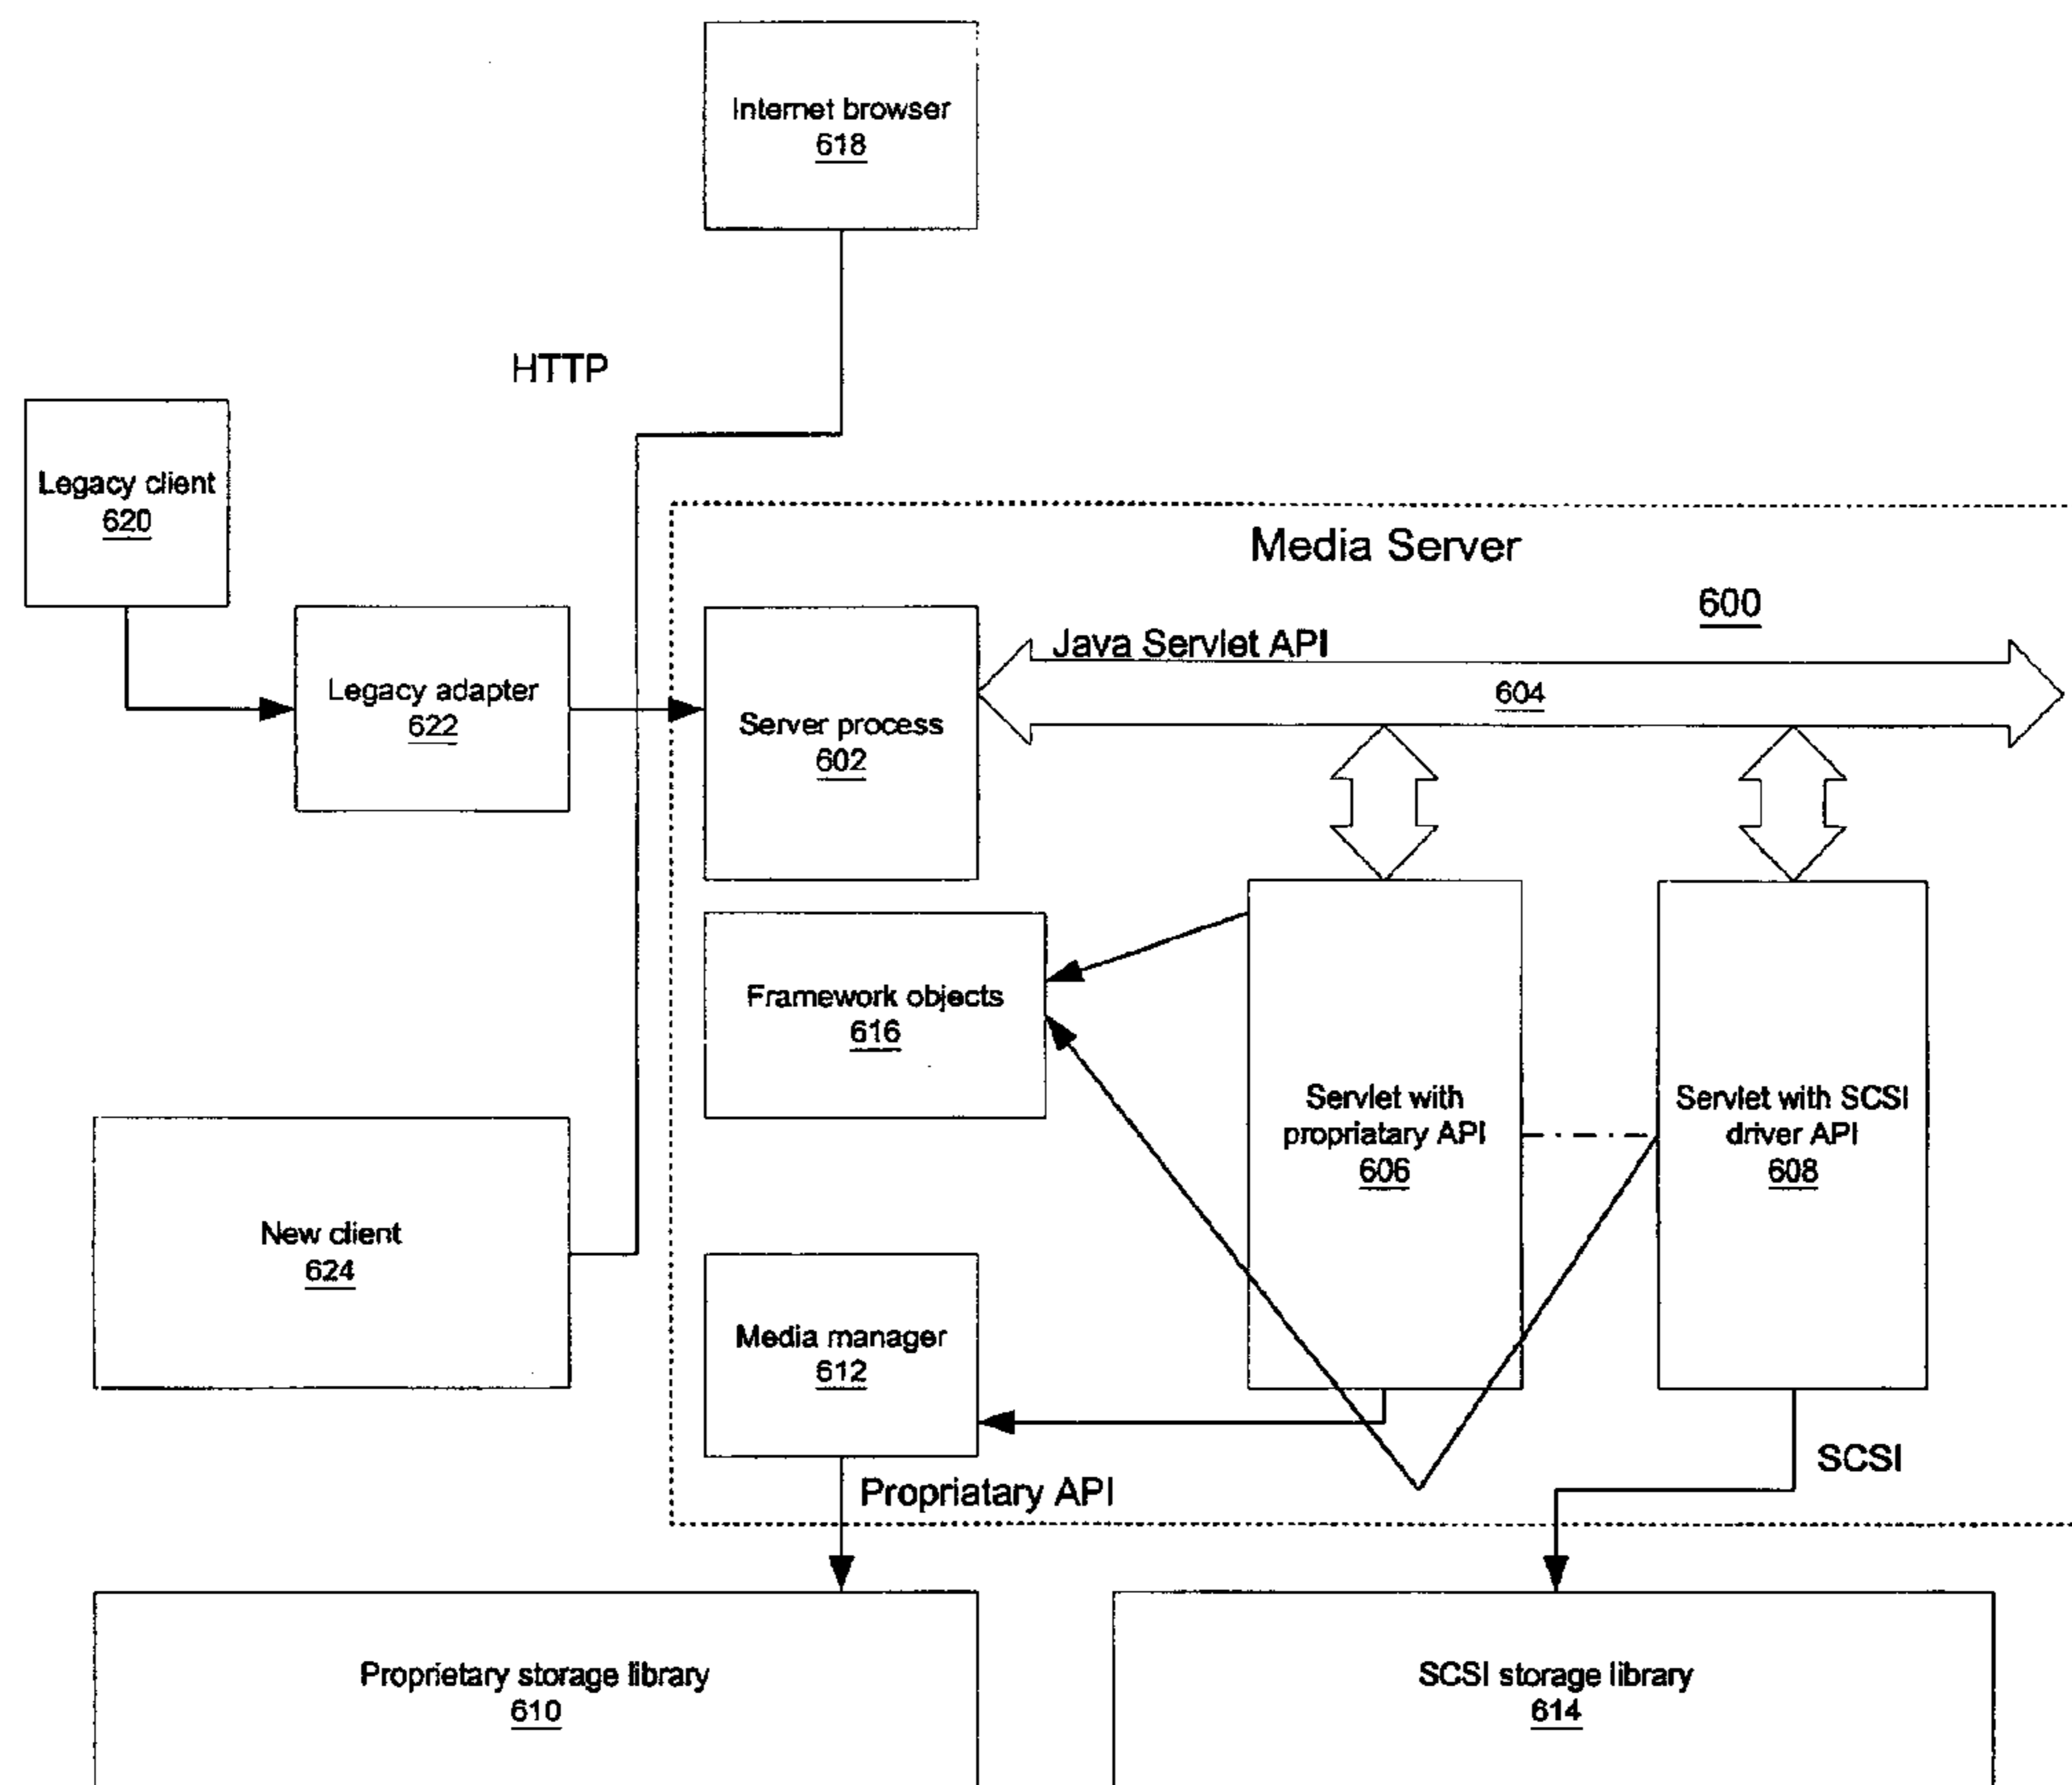 Internet browser
618
HTTP
Legacy client
620
Media Server
600
Java Servlet API
604
Legacy adapter
622
Server process
602
Framework objects
616
Servlet with
propriatary API
606
Servlet with SCSI
driver API
608
New client
624
Media manager
612
SCSI
Propriatary API
Proprietary storage library
610
SCSI storage library
614